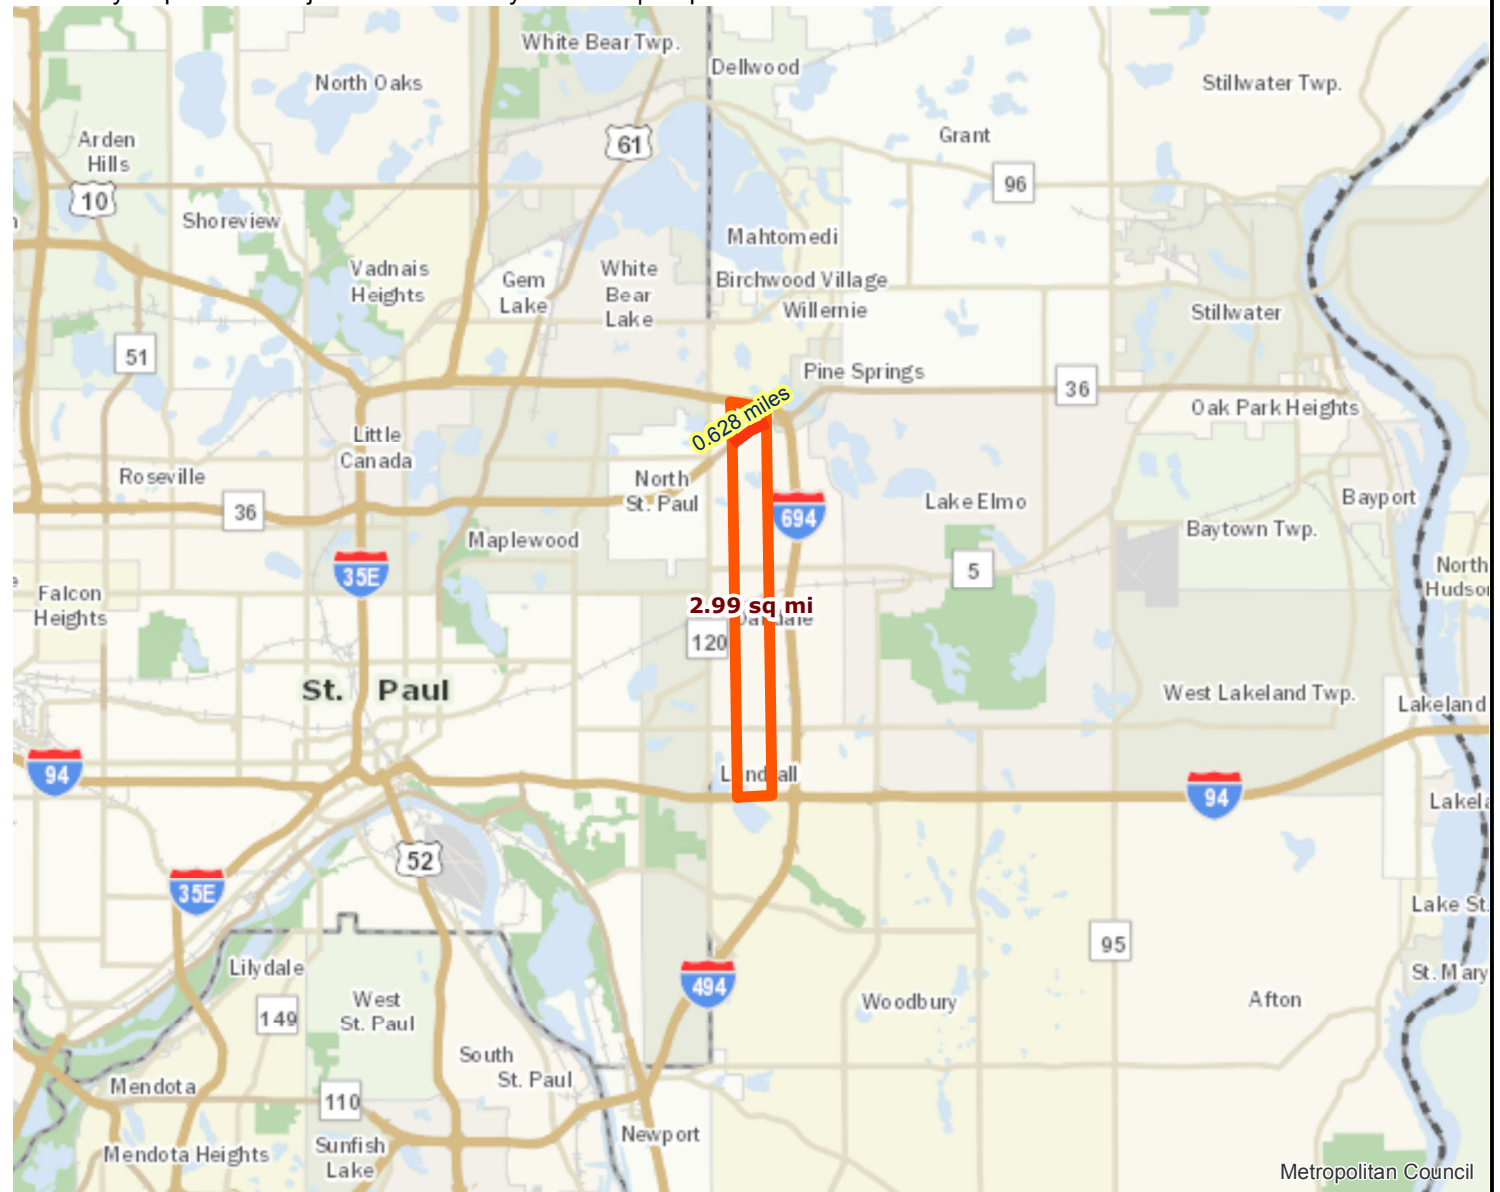 White Bear Twp.
Dellwood
North Oaks
Stillwater Twp.
61
Grant
Arden
Hills
96
10
Shoreview
Mahtomedi
Vadnais
Heights
Gem
Lake
White
Bear
Lake
Birchwood Village
Willernie
Stillwater
51
Pine Springs
36
0.628 miles
Oak Park Heights
Little
Canada
Roseville
North
St. Paul
Lake Elmo
Bayport
36
694
Baytown Twp.
Maplewood
35E
5
North
Falcon
Heights
2.99 sq mi
120
St. Paul
West Lakeland Twp.
Lakeland
94
94
52
35E
Lake St.
95
Lilydale
494
St. Mary
West
St. Paul
Woodbury
Afton
149
South
St. Paul
Mendota
110
Newport
Sunfish
Lake
Mendota Heights
Metropolitan Council